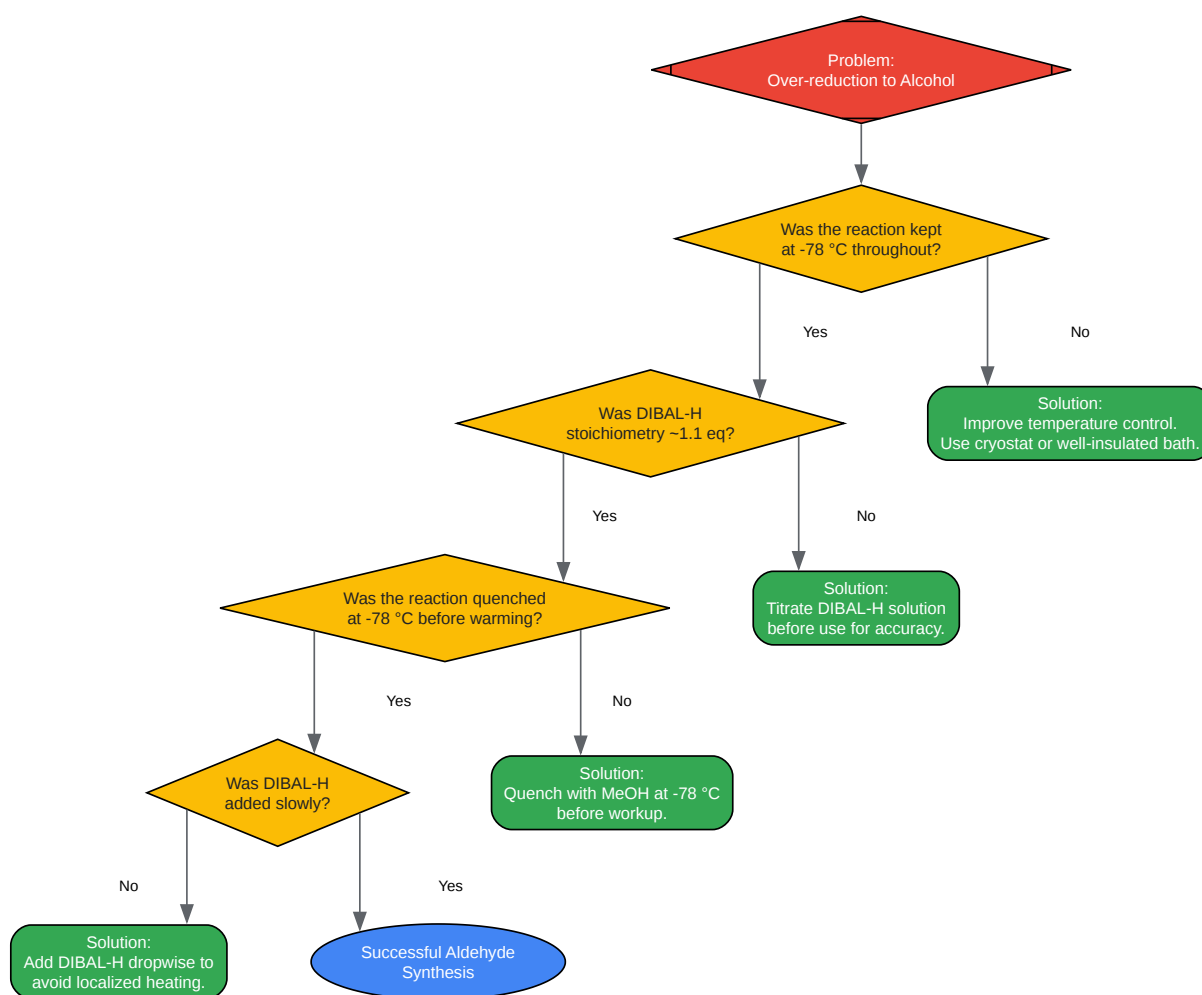 Problem:
Over-reduction to Alcohol
Was the reaction kept
at -78 °C throughout?
Yes
No
Was DIBAL-H
stoichiometry ~1.1 eq?
Solution:
Improve temperature control.
Use cryostat or well-insulated bath.
Yes
No
Was the reaction quenched
at -78 °C before warming?
Solution:
Titrate DIBAL-H solution
before use for accuracy.
Yes
No
Was DIBAL-H
added slowly?
Solution:
Quench with MeOH at -78 °C
before workup.
No
Yes
Solution:
Add DIBAL-H dropwise to
avoid localized heating.
Successful Aldehyde
Synthesis